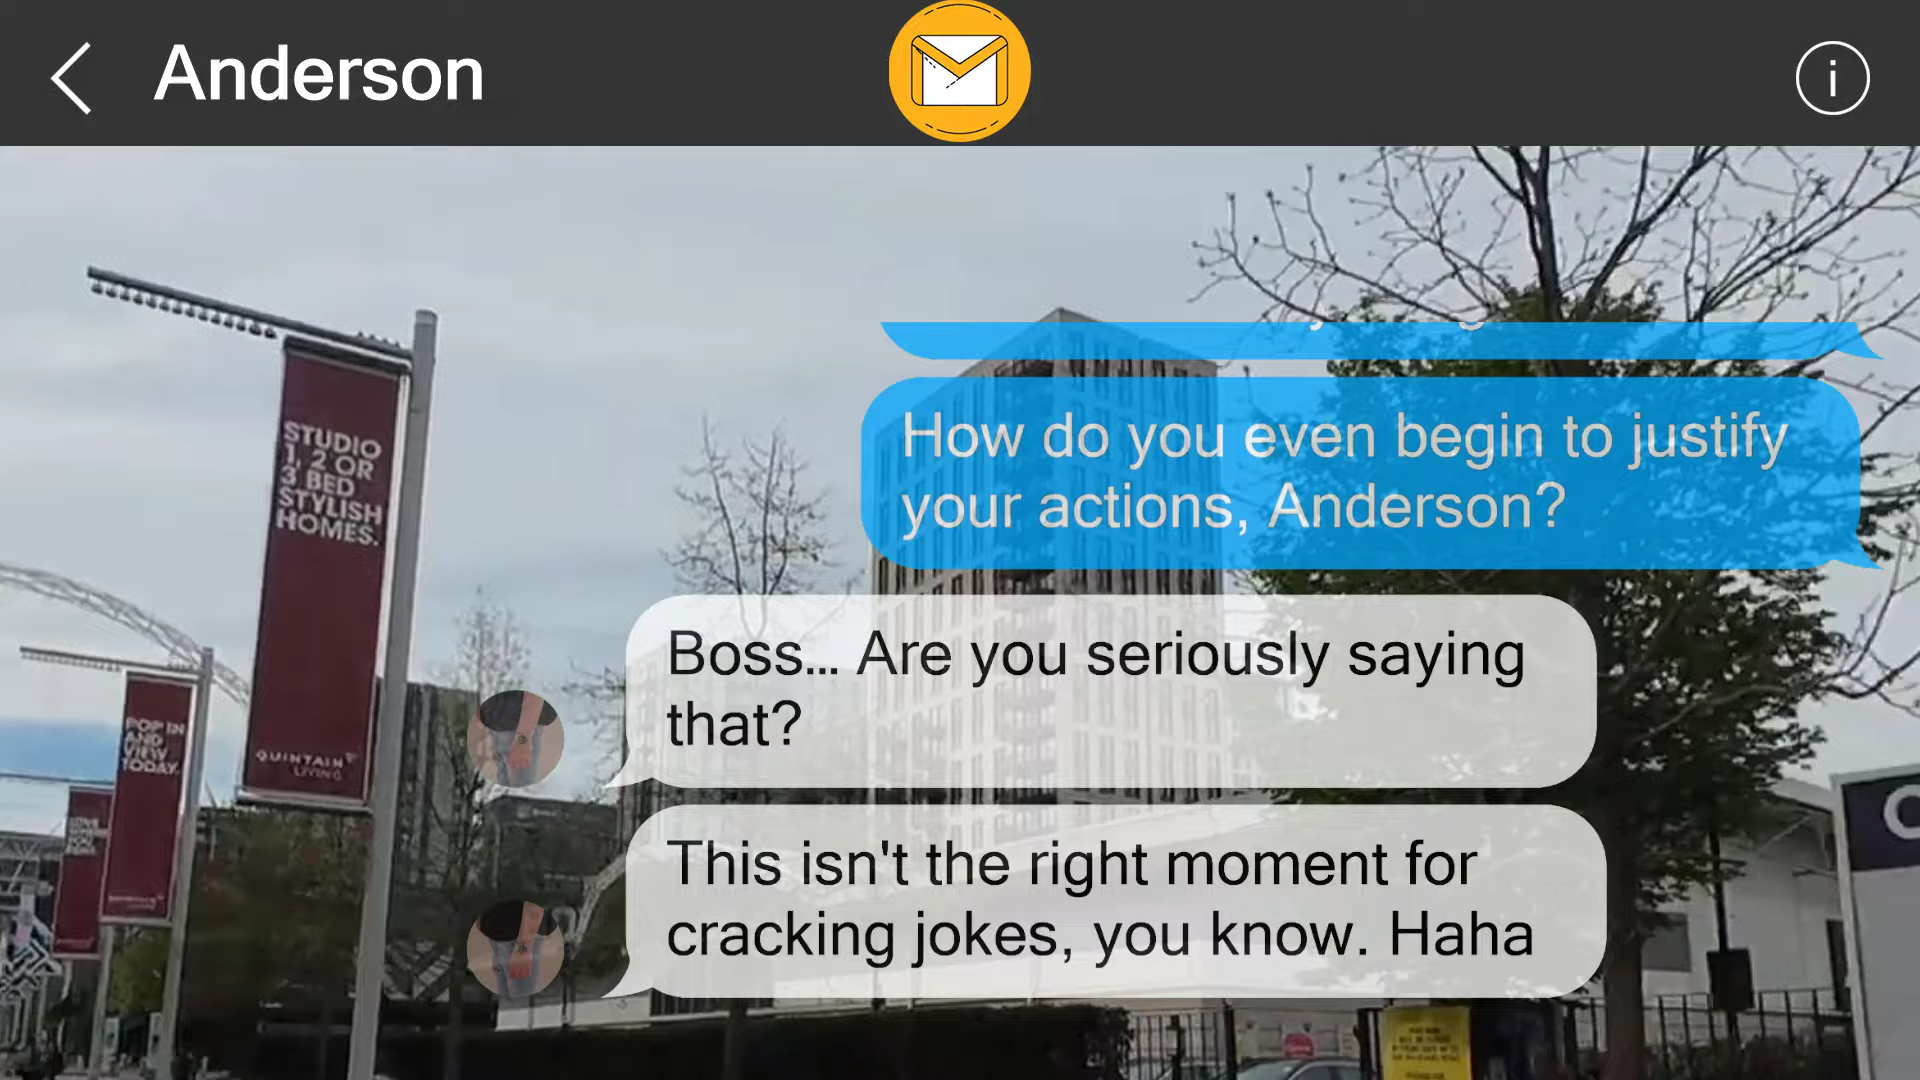 Anderson
How do you even begin to justify
your actions, Anderson?
Boss... Are you seriously saying
that?
This isn't the right moment for
cracking jokes, you know. Haha
STUDIO
1, 2 OR
3 BED
STYLISH
HOMES.
QUINTAIN
LIVING
POP IN
AND
VIEW
TODAY.